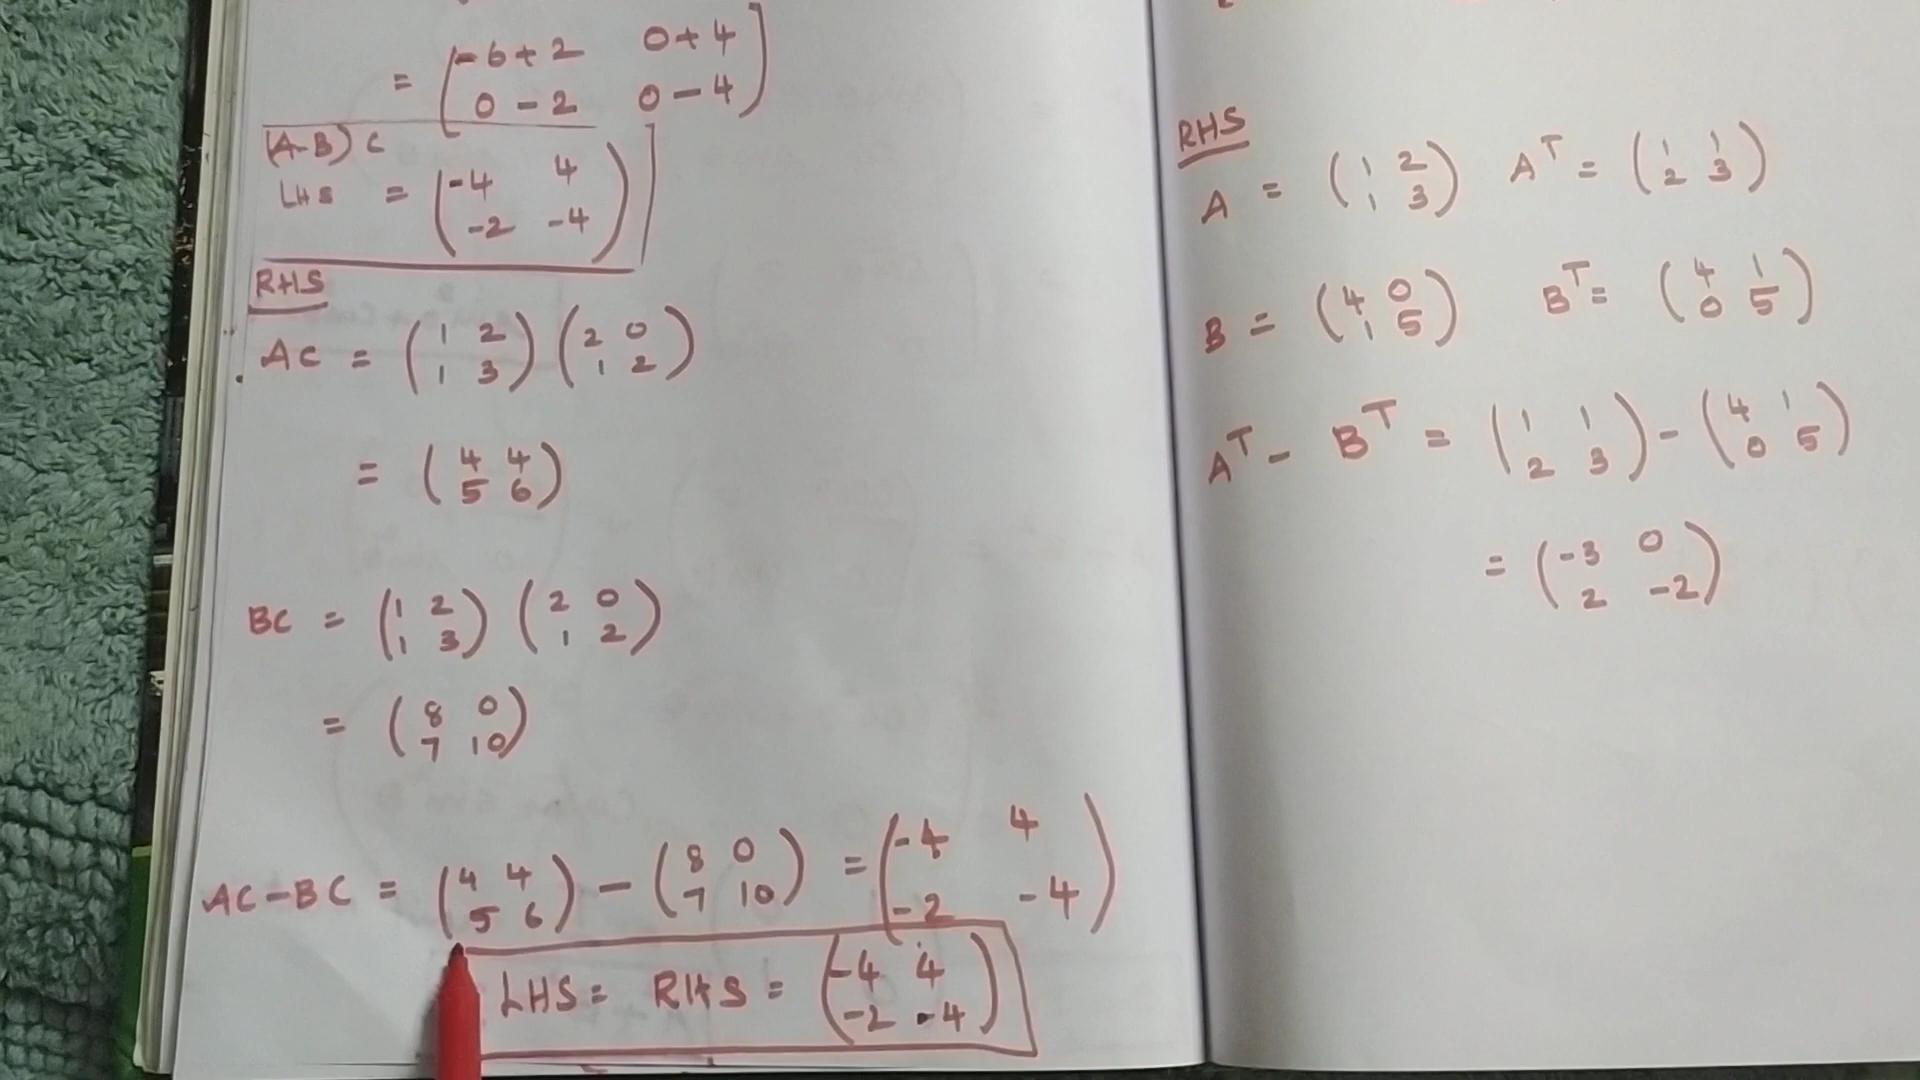 = [-6+2 0+4
0-2 0-4]
(A-B) C
LHS = (-4 4
-2 -4)
RHS
AC = (1 2 (2 0
1 3) 1 2)
= (4 4
5 6)
BC = (1 2 (2 0
1 3) 1 2)
= (8 0
7 10)
AC-BC = (4 4 - (8 0 = (-4 4
5 6) 7 10) -2 -4)
LHS = RHS = (-4 4
-2 -4)
RHS
A = (1 2 A^T = (1 1
1 3) 2 3)
B = (4 0 B^T = (4 1
1 5) 0 5)
A^T - B^T = (1 1 - (4 1
2 3) 0 5)
= (-3 0
2 -2)